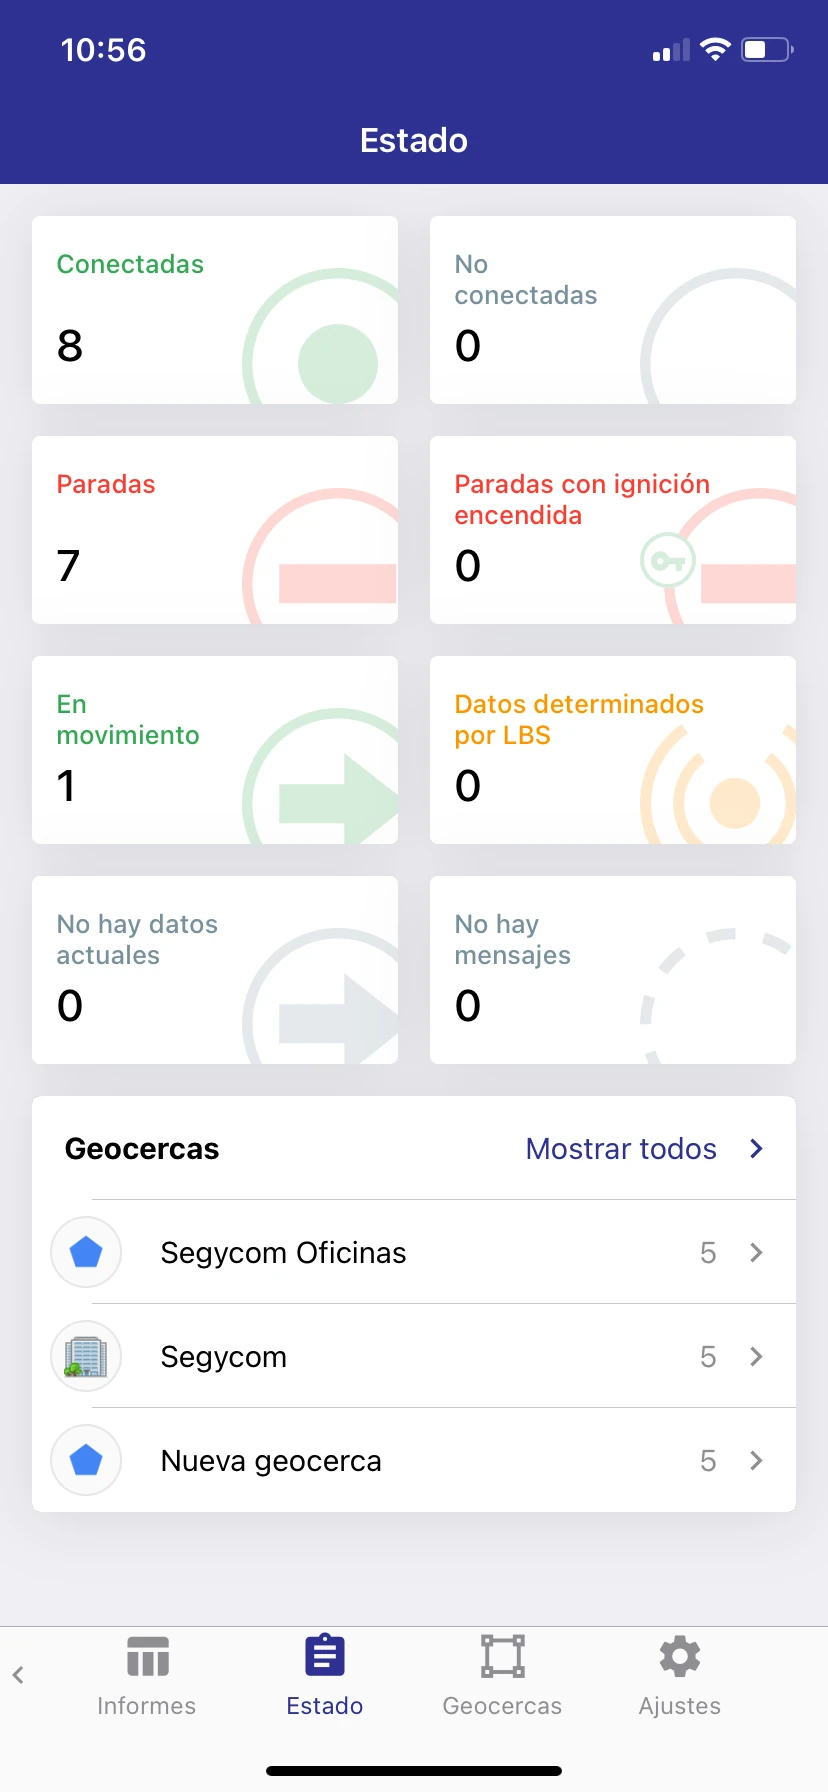 10:56
Estado
Conectadas
8
No
conectadas
0
Paradas
7
Paradas con ignición
encendida
0
En
movimiento
1
Datos determinados
por LBS
0
No hay datos
actuales
0
No hay
mensajes
0
Geocercas
Mostrar todos
Segycom Oficinas
5
Segycom
5
Nueva geocerca
5
Informes
Estado
Geocercas
Ajustes